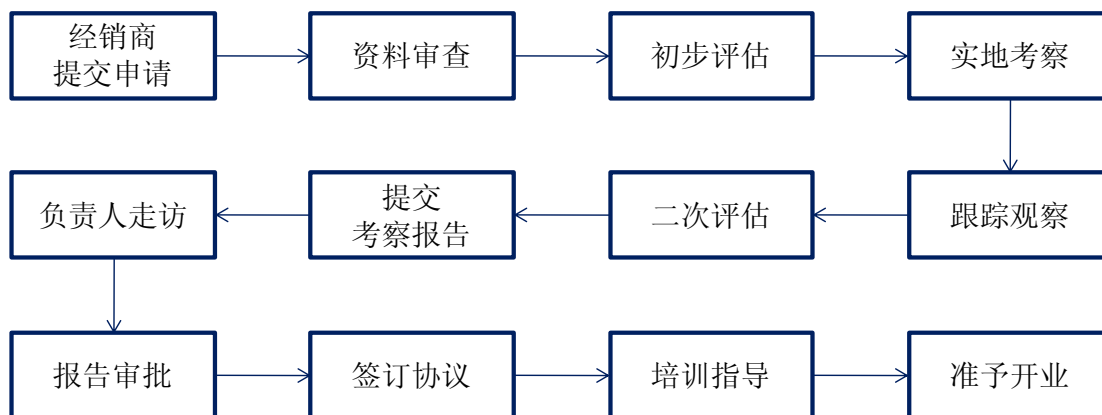 经销商
提交申请
资料审查
初步评估
实地考察
跟踪观察
二次评估
提交
考察报告
负责人走访
报告审批
签订协议
培训指导
准予开业